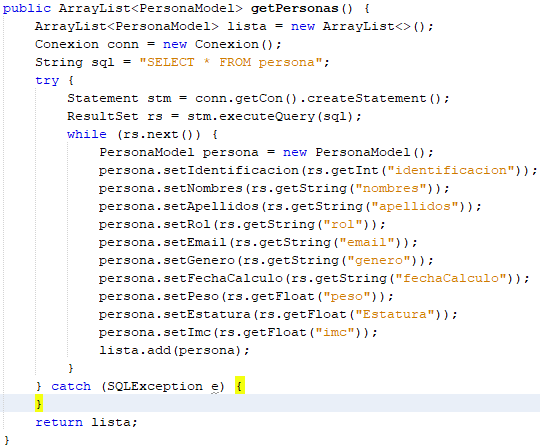 public ArrayList<PersonaModel> getPersonas() {
    ArrayList<PersonaModel> lista = new ArrayList<>();
    Conexion conn = new Conexion();
    String sql = "SELECT * FROM persona";
    try {
        Statement stm = conn.getCon().createStatement();
        ResultSet rs = stm.executeQuery(sql);
        while (rs.next()) {
            PersonaModel persona = new PersonaModel();
            persona.setIdentificacion(rs.getInt("identificacion"));
            persona.setNombres(rs.getString("nombres"));
            persona.setApellidos(rs.getString("apellidos"));
            persona.setRol(rs.getString("rol"));
            persona.setEmail(rs.getString("email"));
            persona.setGenero(rs.getString("genero"));
            persona.setFechaCalculo(rs.getString("fechaCalculo"));
            persona.setPeso(rs.getFloat("peso"));
            persona.setEstatura(rs.getFloat("Estatura"));
            persona.setImc(rs.getFloat("imc"));
            lista.add(persona);
        }
    } catch (SQLException e) {
    }
    return lista;
}